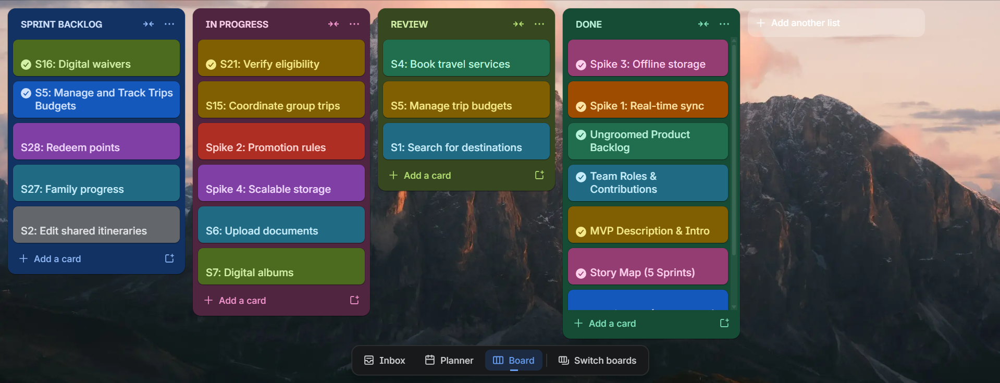 SPRINT BACKLOG
S16: Digital waivers
S5: Manage and Track Trips
Budgets
S28: Redeem points
S27: Family progress
S2: Edit shared itineraries
Add a card
IN PROGRESS
S21: Verify eligibility
S15: Coordinate group trips
Spike 2: Promotion rules
Spike 4: Scalable storage
S6: Upload documents
S7: Digital albums
Add a card
REVIEW
S4: Book travel services
S5: Manage trip budgets
S1: Search for destinations
Add a card
DONE
Spike 3: Offline storage
Spike 1: Real-time sync
Ungroomed Product
Backlog
Team Roles &
Contributions
MVP Description & Intro
Story Map (5 Sprints)
Add a card
Add another list
Inbox
Planner
Board
Switch boards